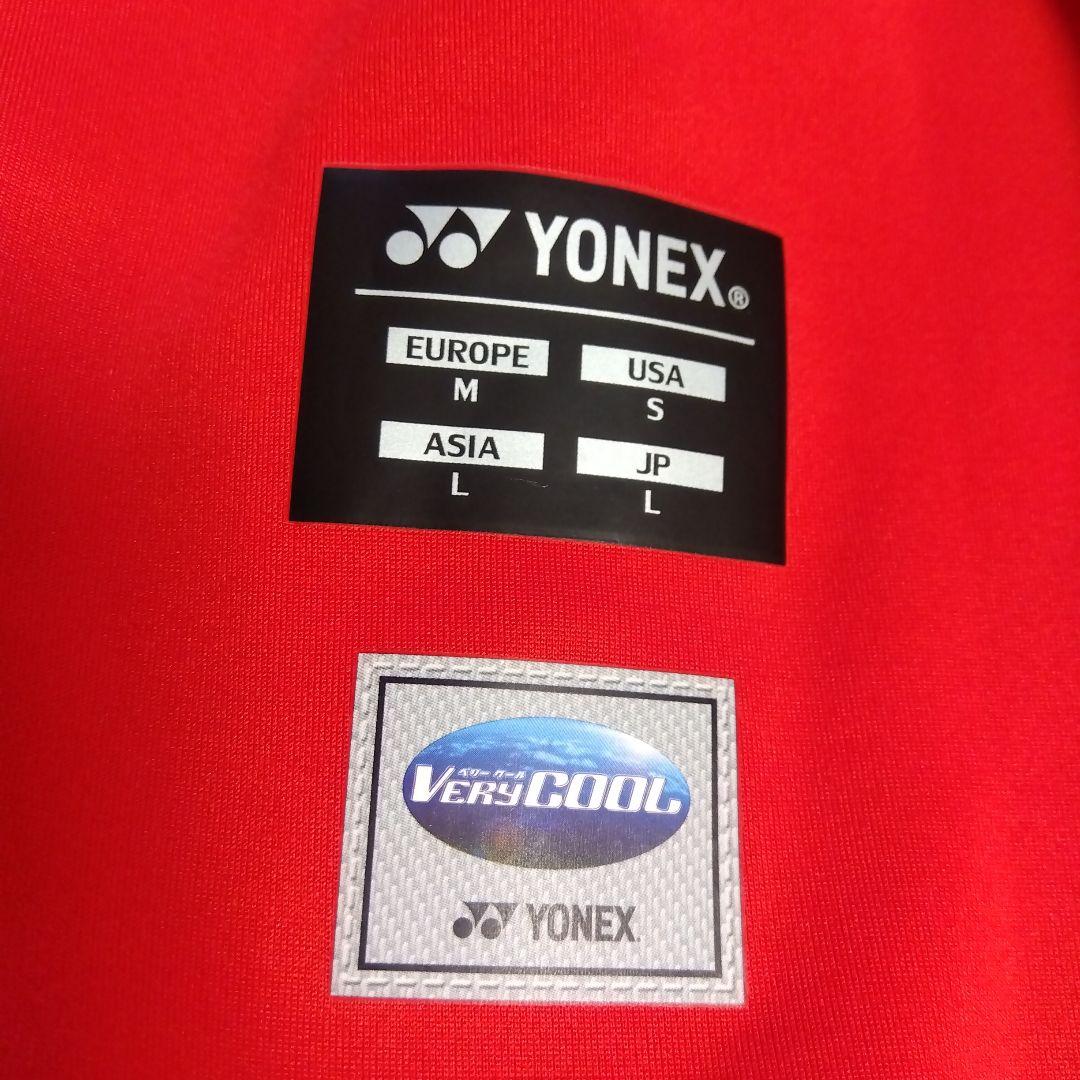 YONEX®
EUROPE
M
USA
S
ASIA
L
JP
L
ベリー クール
VERYCOOL
YONEX